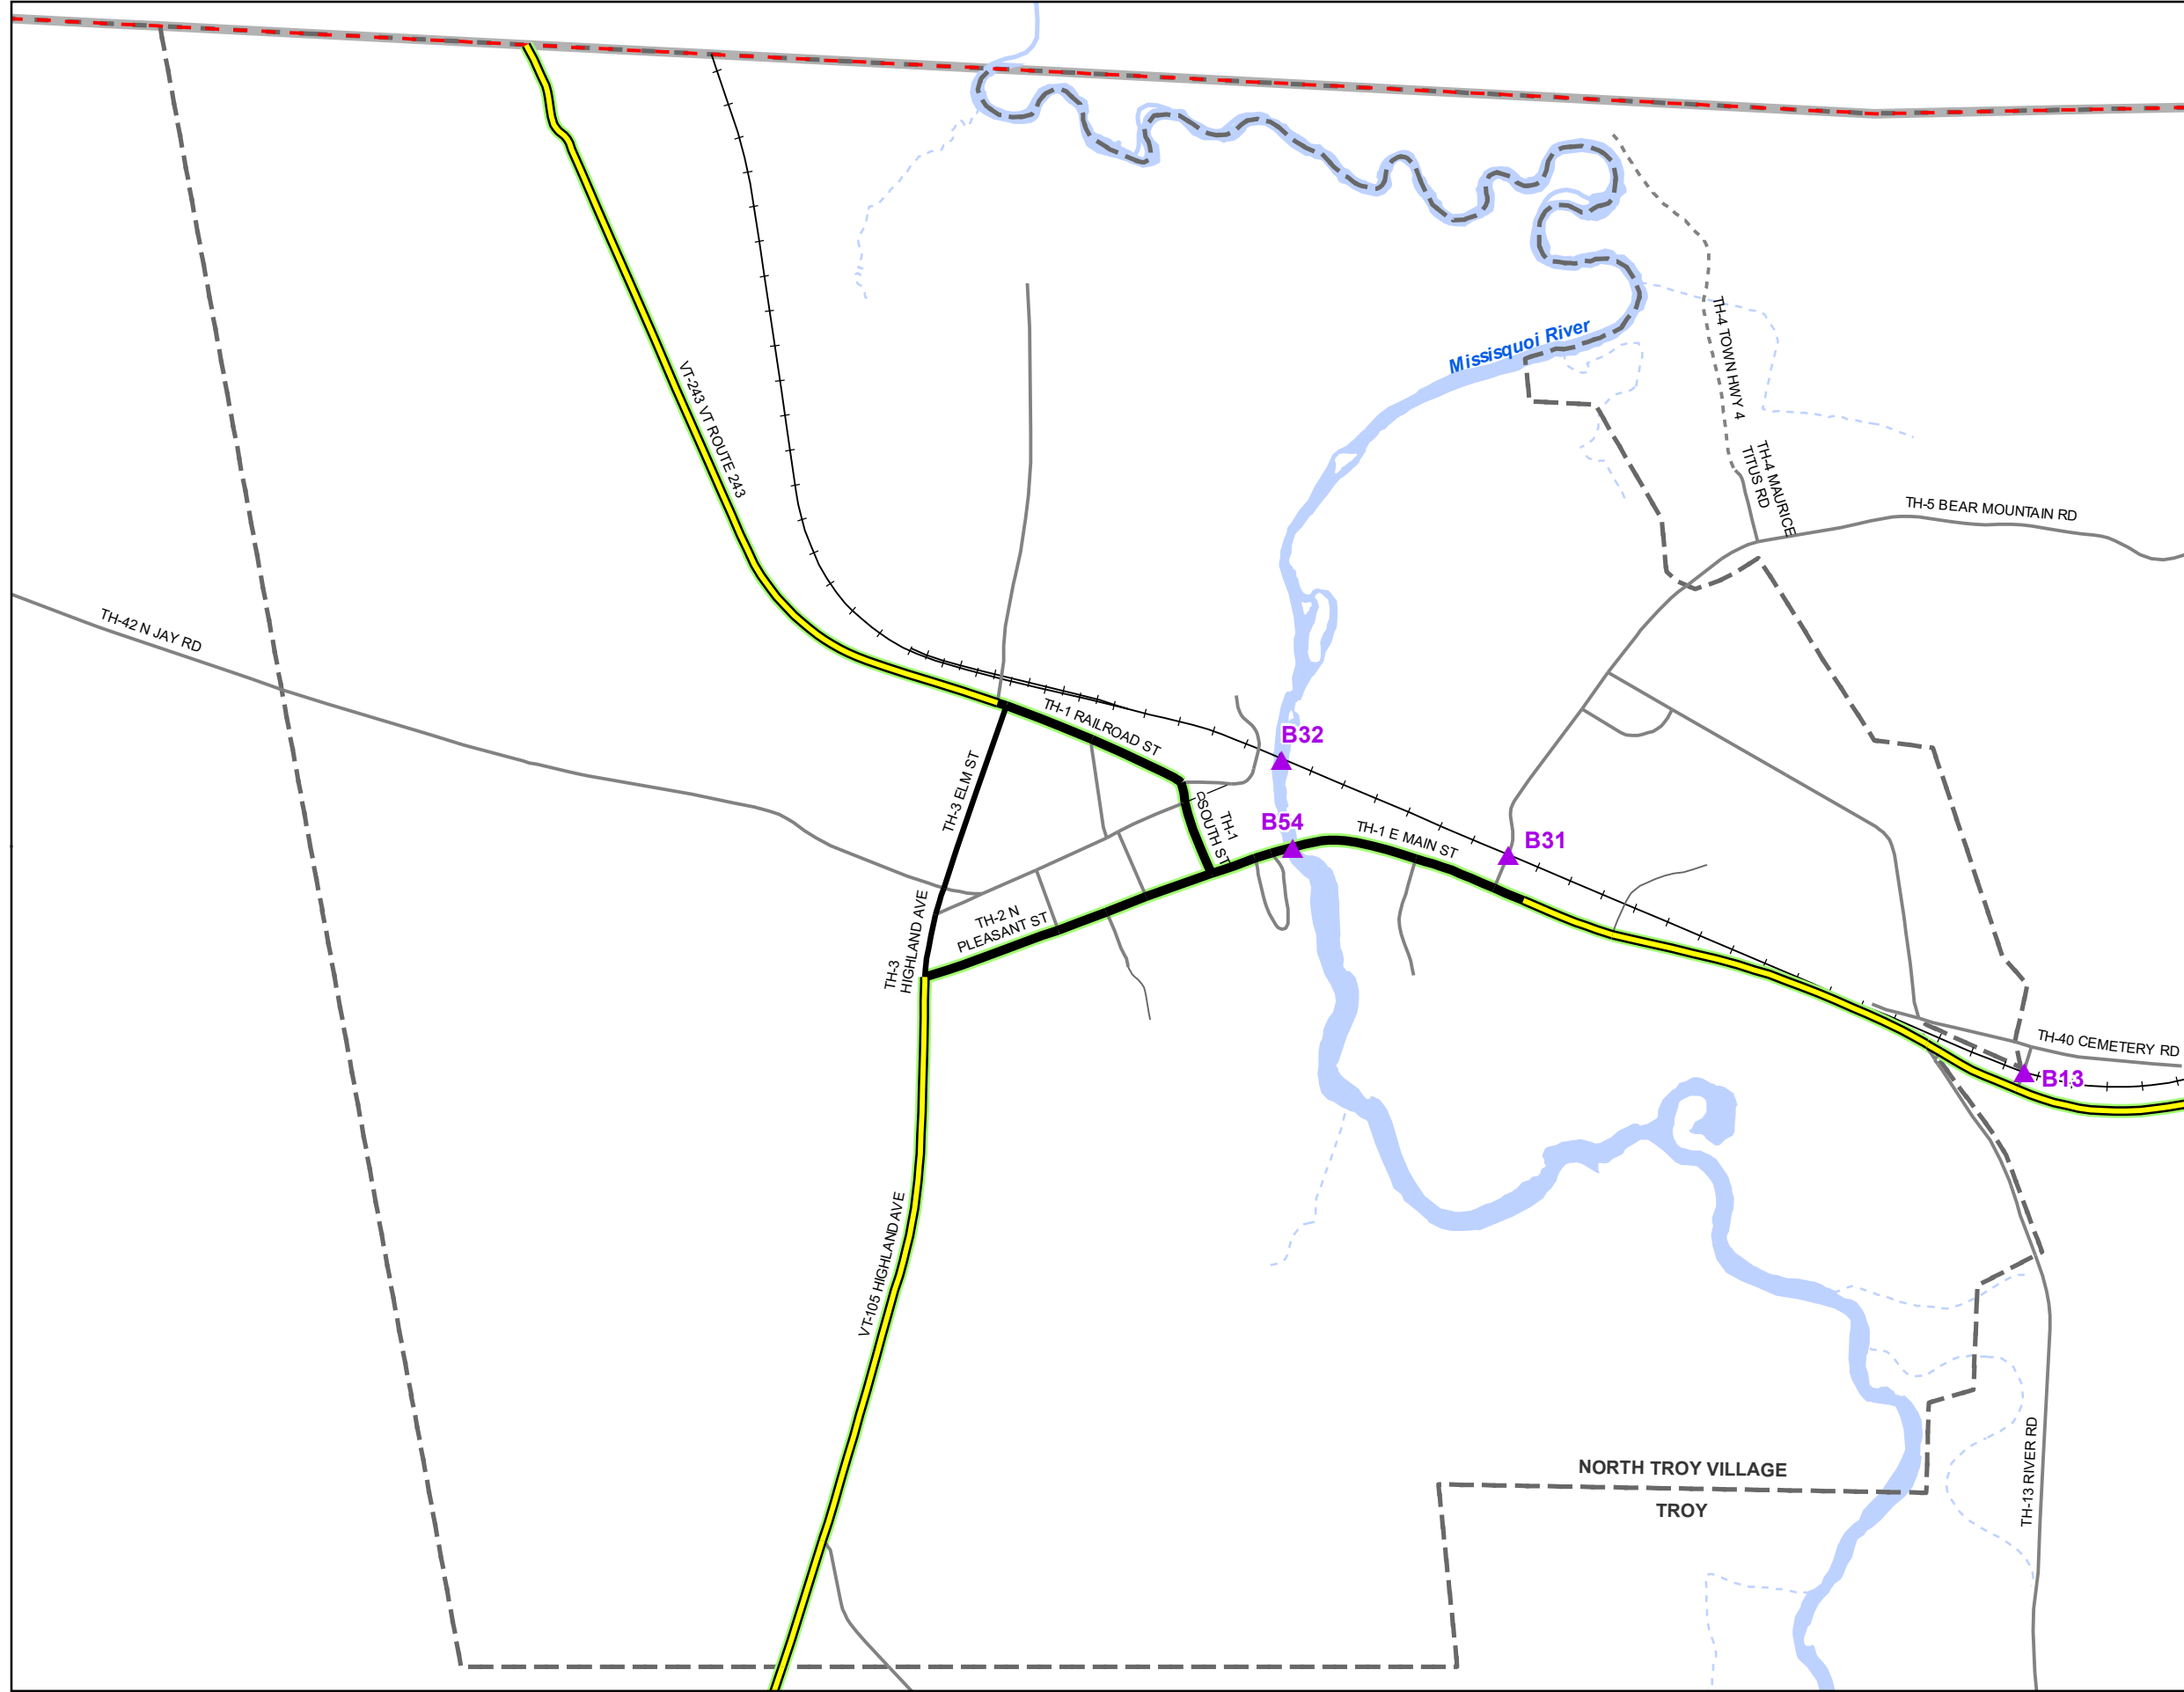 Missisquoi River
TH-4 TOWN HWY 4
VT-243 VT ROUTE 243
TH-4 MAURICE
TITUS RD
TH-5 BEAR MOUNTAIN RD
TH-42 N JAY RD
TH-1 RAILROAD ST
B32
TH-3 ELM ST
TH-1
SOUTH ST
B54
TH-1 E MAIN ST
B31
TH-2 N
PLEASANT ST
TH-3
HIGHLAND AVE
TH-40 CEMETERY RD
B13
VT-105 HIGHLAND AVE
NORTH TROY VILLAGE
TROY
TH-13 RIVER RD